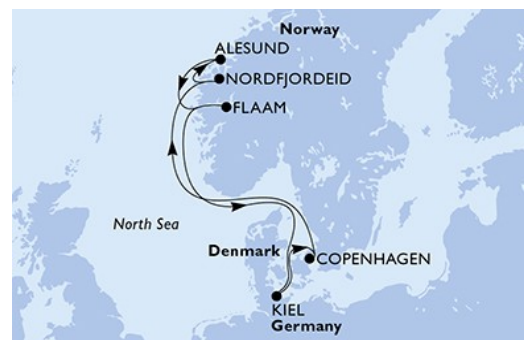 Norway
ALESUND
NORDFJORDEID
FLAAM
North Sea
Denmark
COPENHAGEN
KIEL
Germany